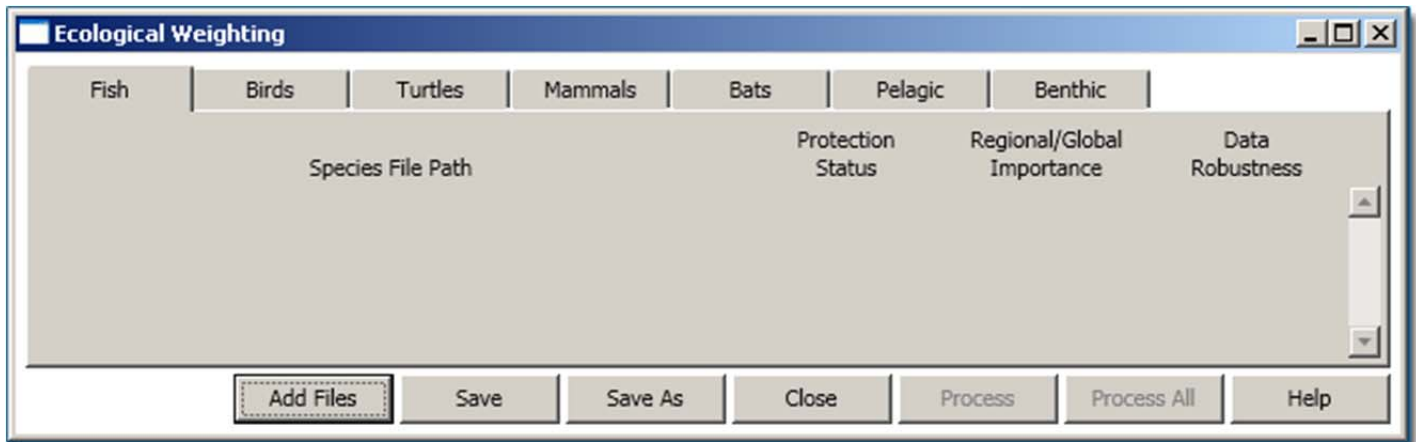 Ecological Weighting
Fish Birds Turtles Mammals Bats Pelagic Benthic
Species File Path Protection Status Regional/Global Importance Data Robustness
Add Files Save Save As Close Process Process All Help